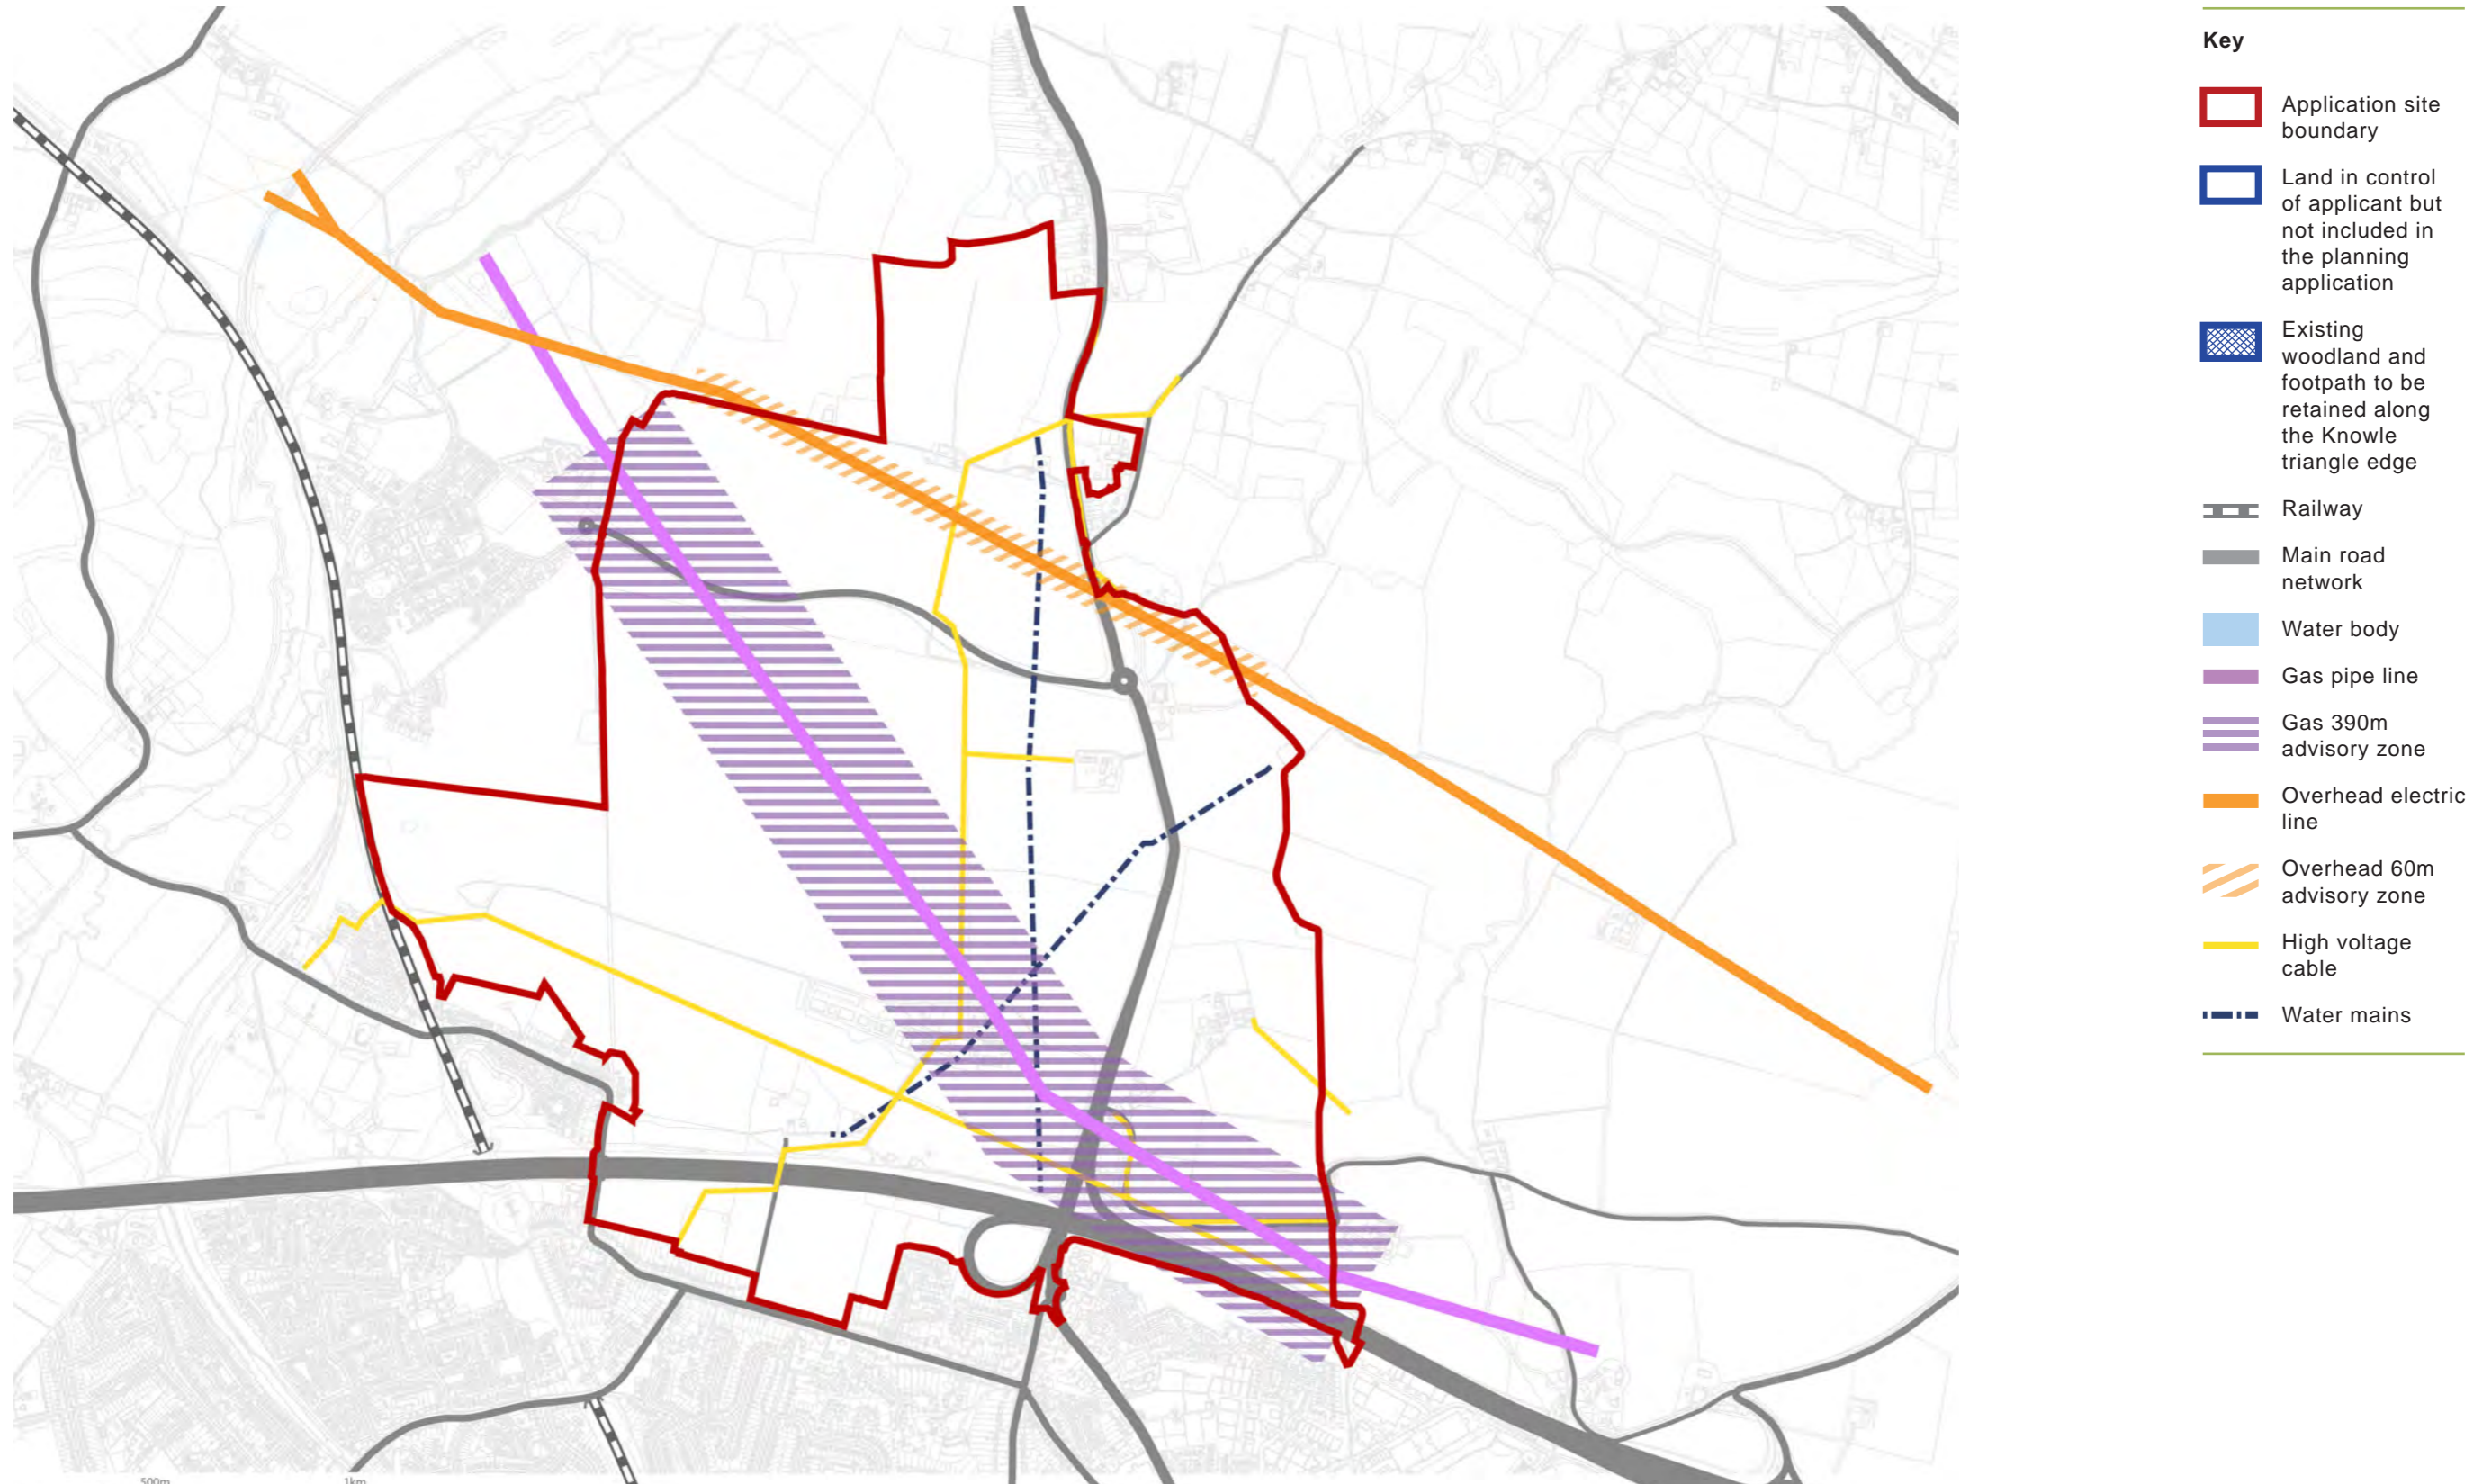 Key
Application site
boundary
Land in control
of applicant but
not included in
the planning
application
Existing
woodland and
footpath to be
retained along
the Knowle
triangle edge
Railway
Main road
network
Water body
Gas pipe line
Gas 390m
advisory zone
Overhead electric
line
Overhead 60m
advisory zone
High voltage
cable
Water mains
500m
1km